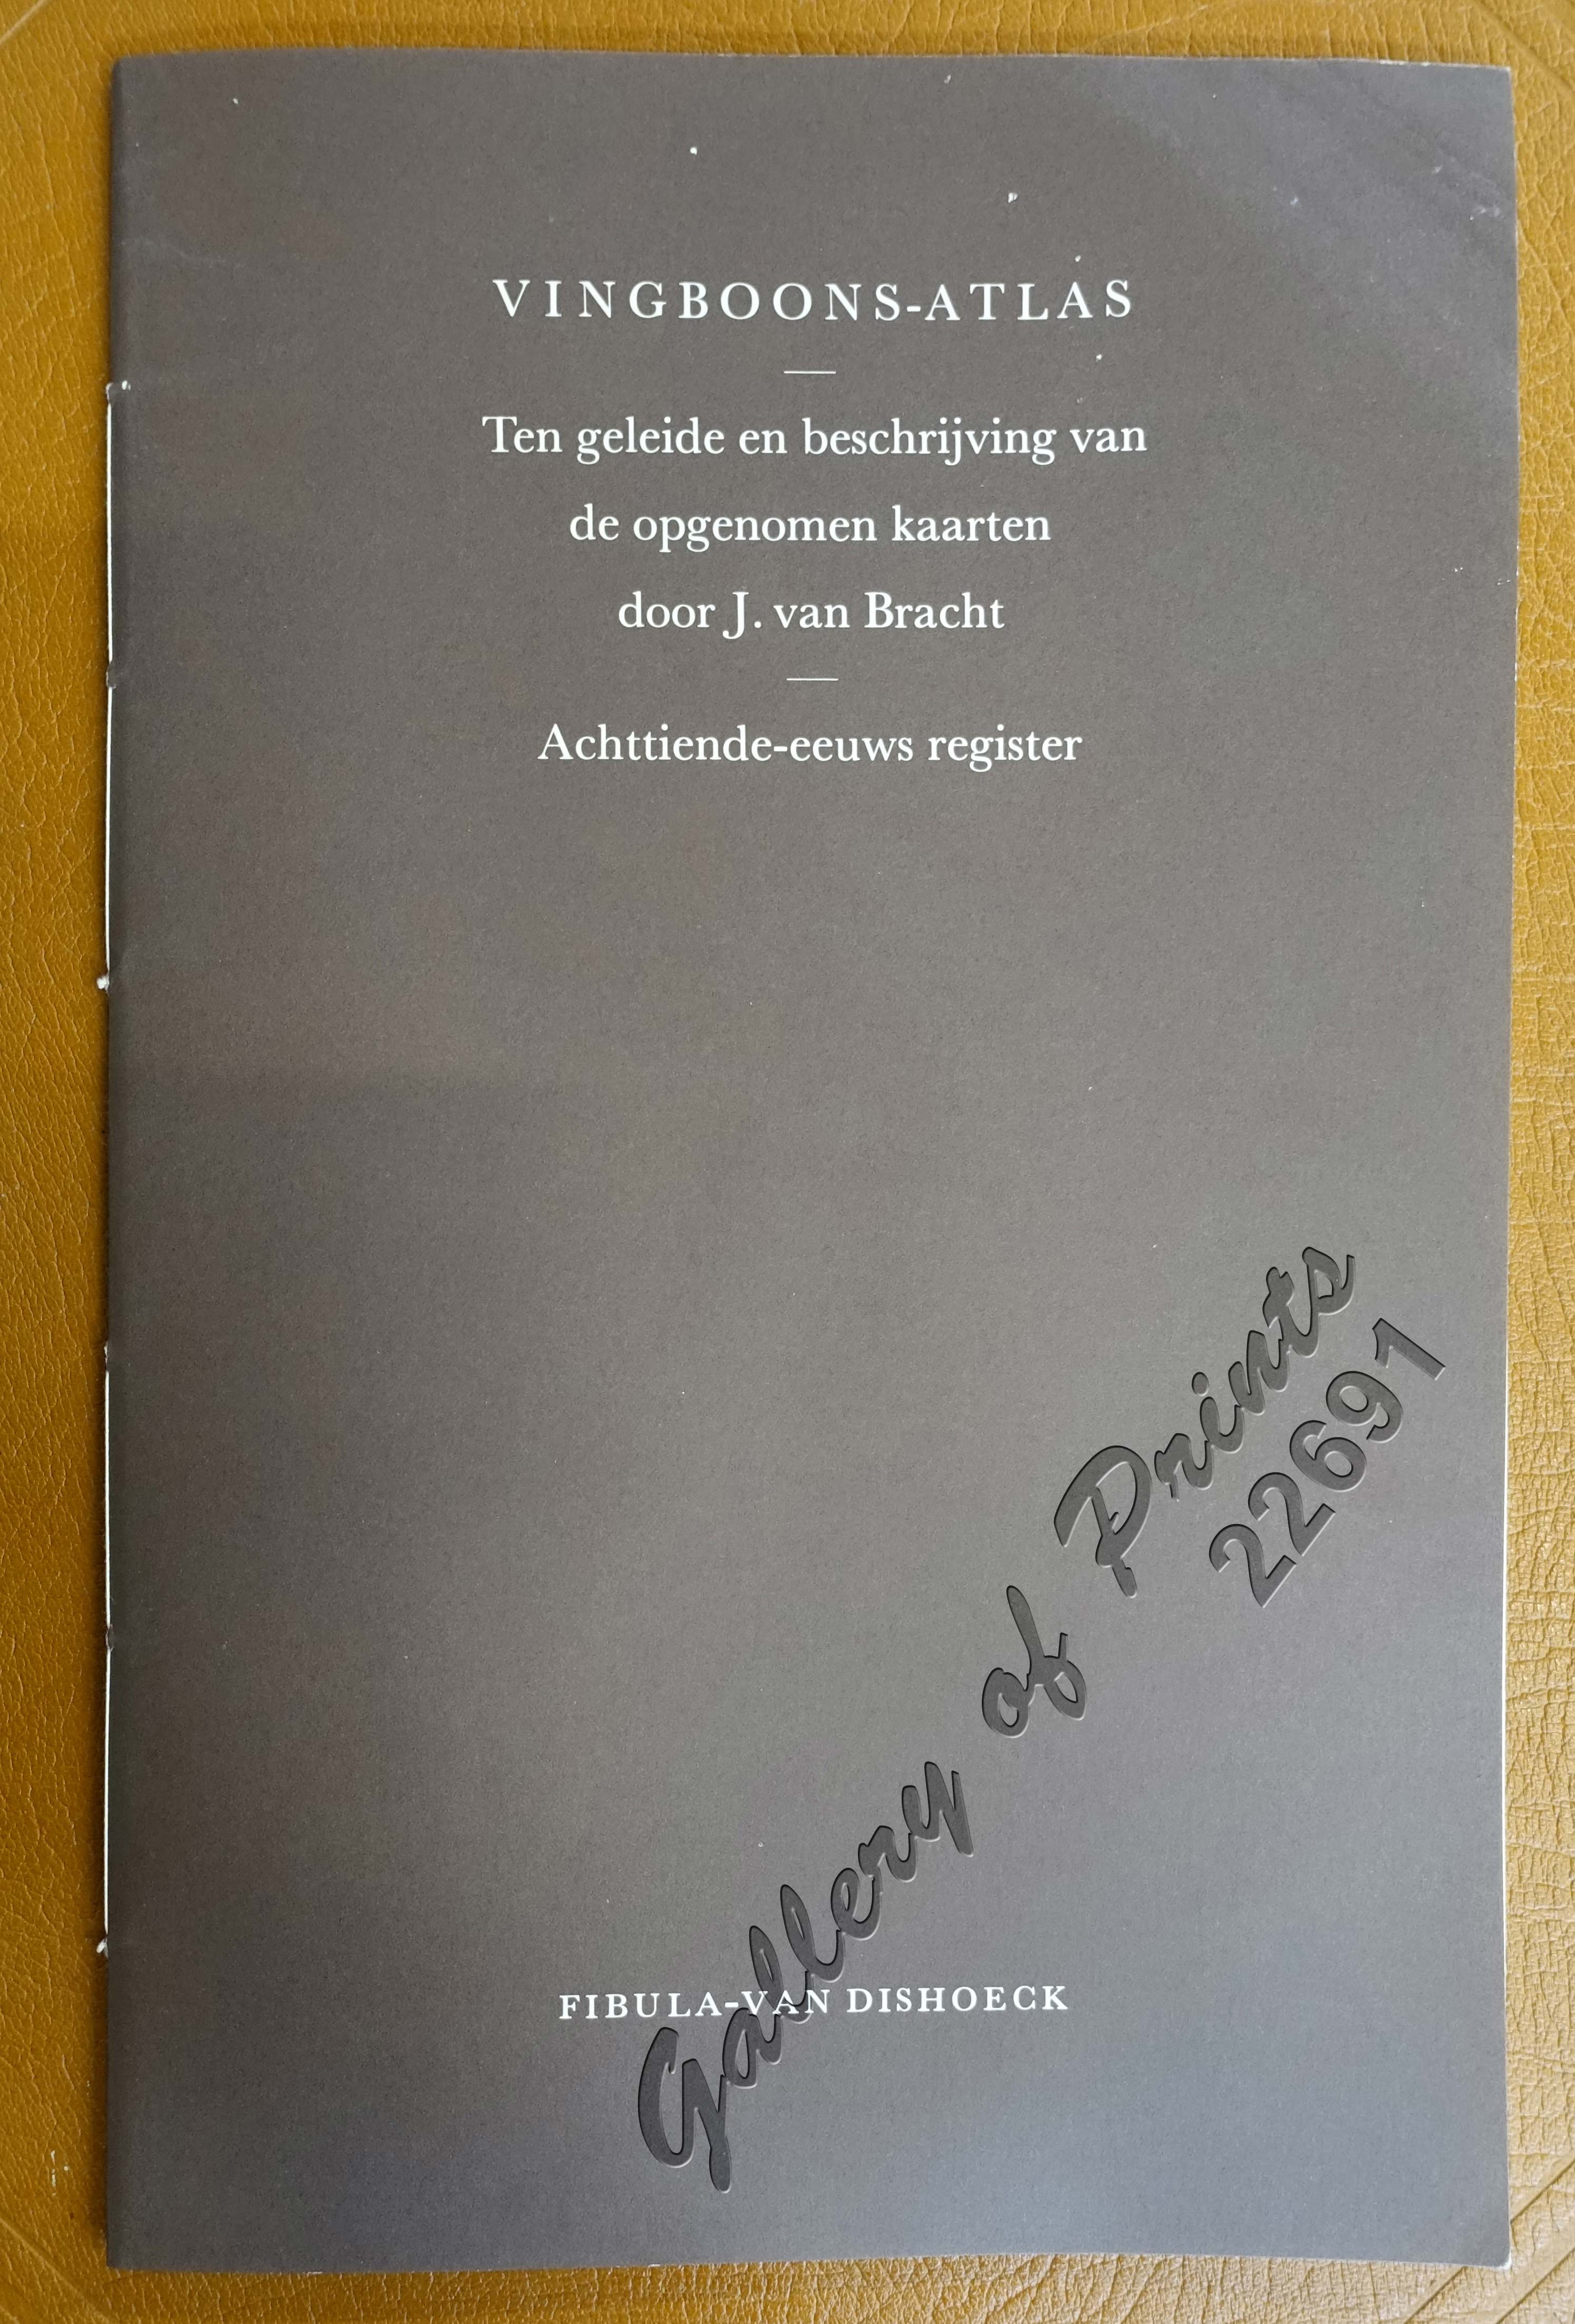 VINGBOONS-ATLAS
Ten geleide en beschrijving van
de opgenomen kaarten
door J. van Bracht
Achttiende-eeuws register
FIBULA-VAN DISHOECK
Gallery of Prints
22691